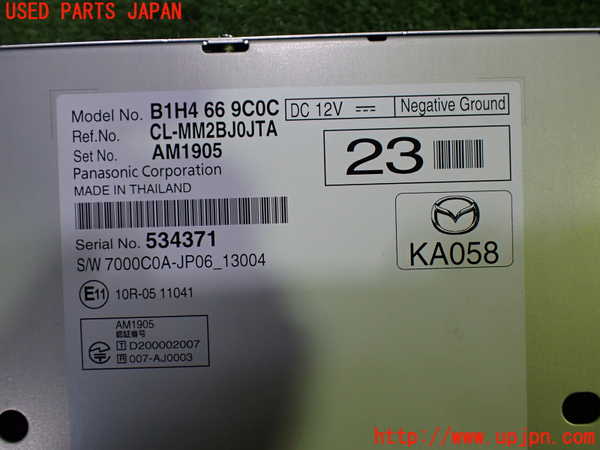 USED PARTS JAPAN
Model No. B1H4 66 9C0C
DC 12V
Negative Ground
Ref.No. CL-MM2BJ0JTA
Set No. AM1905
Panasonic Corporation
MADE IN THAILAND
23
Serial No. 534371
S/W 7000C0A-JP06_13004
KA058
E11 10R-05 11041
AM1905
認証番号
T D200002007
007-AJ0003
http://www.upjpn.com/